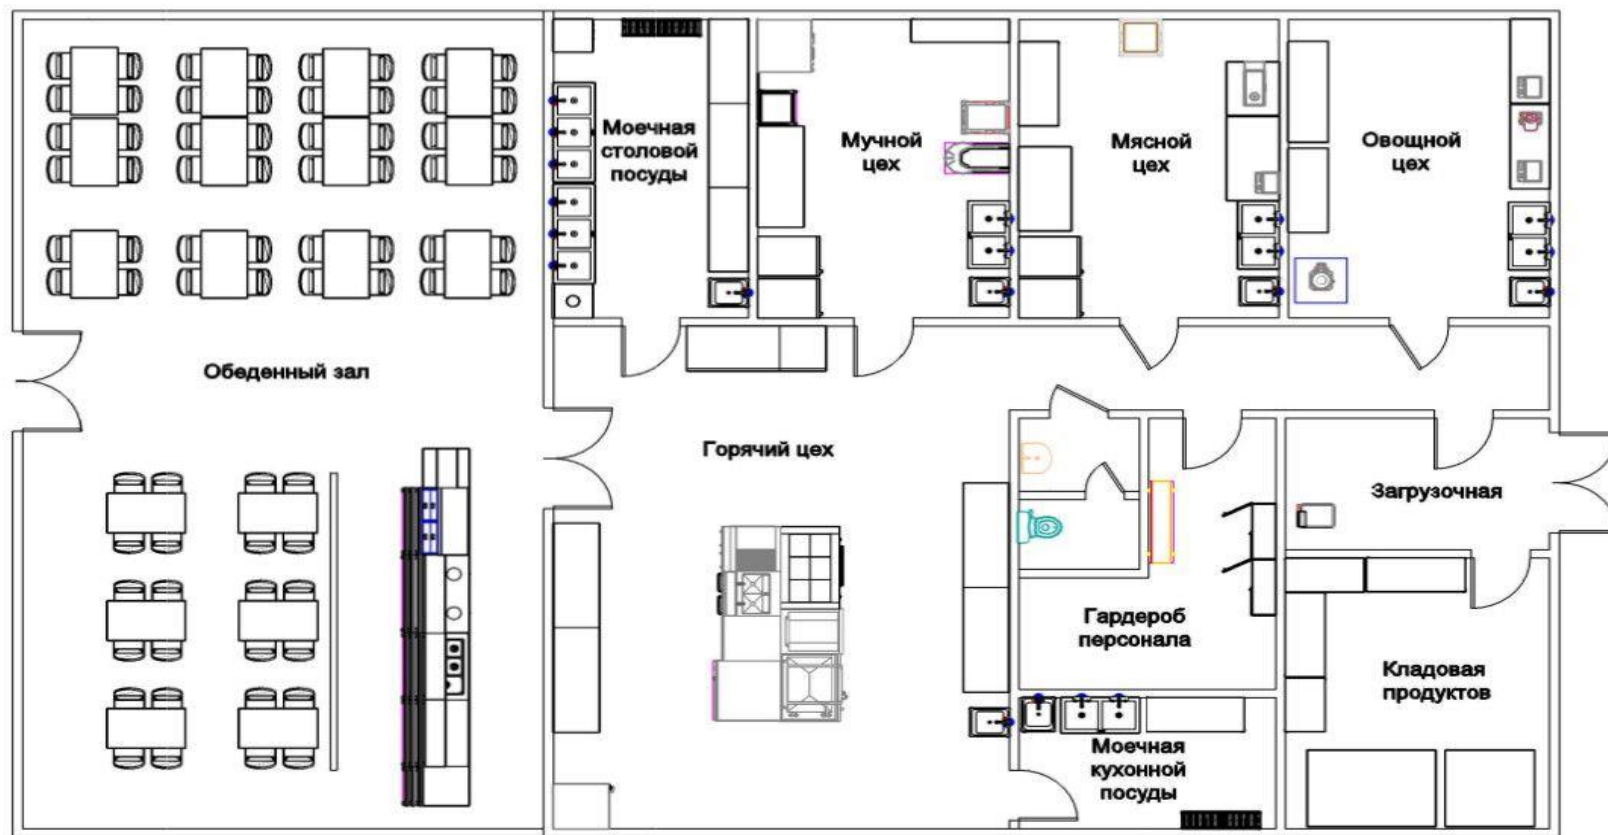 Моечная
столовой
посуды
Мучной
цех
Мясной
цех
Овощной
цех
Обеденный зал
Горячий цех
Загрузочная
Гардероб
персонала
Кладовая
продуктов
Моечная
кухонной
посуды